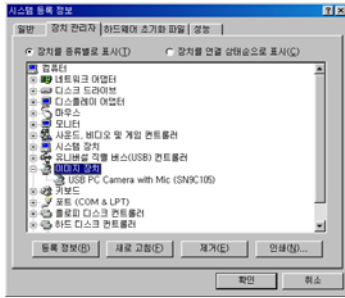 시스템 등록 정보
일반 장치 관리자 하드웨어 초기화 파일 성능
장치를 종류별로 표시(T) 장치를 연결 상태순으로 표시(C)
컴퓨터
네트워크 어댑터
디스크 드라이브
디스플레이 어댑터
마우스
모니터
사운드, 비디오 및 게임 컨트롤러
시스템 장치
유니버설 직렬 버스(USB) 컨트롤러
이미지 장치
USB PC Camera with Mic (SN9C105)
키보드
포트 (COM & LPT)
플로피 디스크 컨트롤러
하드 디스크 컨트롤러
등록 정보(R) 새로 고침(F) 제거(E) 인쇄(N)...
확인 취소